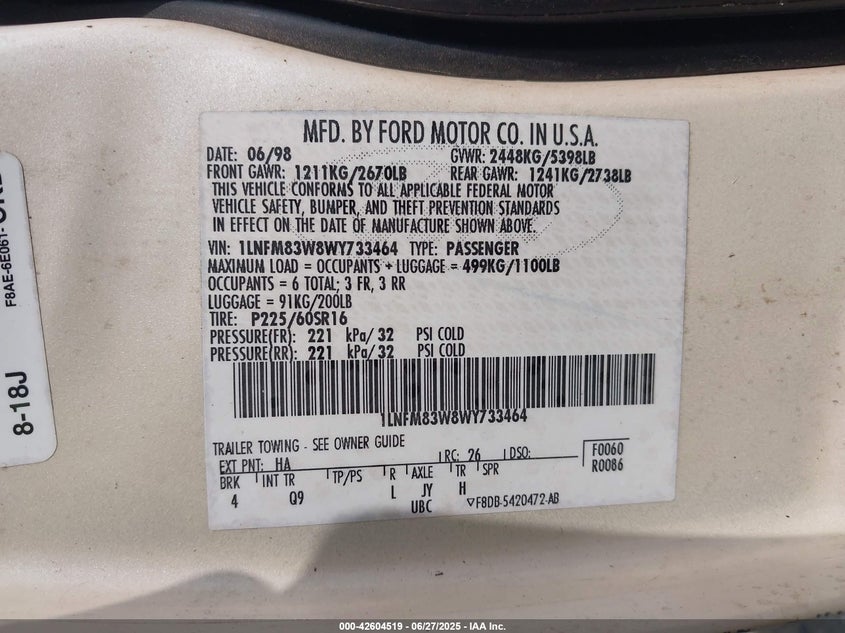 MFD. BY FORD MOTOR CO. IN U.S.A.
DATE: 06/98 GVWR: 2448KG/5398LB
FRONT GAWR: 1211KG/2670LB REAR GAWR: 1241KG/2738LB
THIS VEHICLE CONFORMS TO ALL APPLICABLE FEDERAL MOTOR
VEHICLE SAFETY, BUMPER, AND THEFT PREVENTION STANDARDS
IN EFFECT ON THE DATE OF MANUFACTURE SHOWN ABOVE.
VIN: 1LNFM83W8WY733464 TYPE: PASSENGER
MAXIMUM LOAD = OCCUPANTS + LUGGAGE = 499KG/1100LB
OCCUPANTS = 6 TOTAL; 3 FR, 3 RR
LUGGAGE = 91KG/200LB
TIRE: P225/60SR16
PRESSURE(FR): 221 kPa/ 32 PSI COLD
PRESSURE(RR): 221 kPa/ 32 PSI COLD
1LNFM83W8WY733464
TRAILER TOWING - SEE OWNER GUIDE
EXT PNT: HA RC: 26 DSO: F0060
BRK INT TR TP/PS R AXLE TR SPR R0086
4 Q9 L JY H
UBC ▽F8DB-5420472-AB
F8AE-6E061-
8-18J
000-42604519 / 06/27/2025 - IAA Inc.